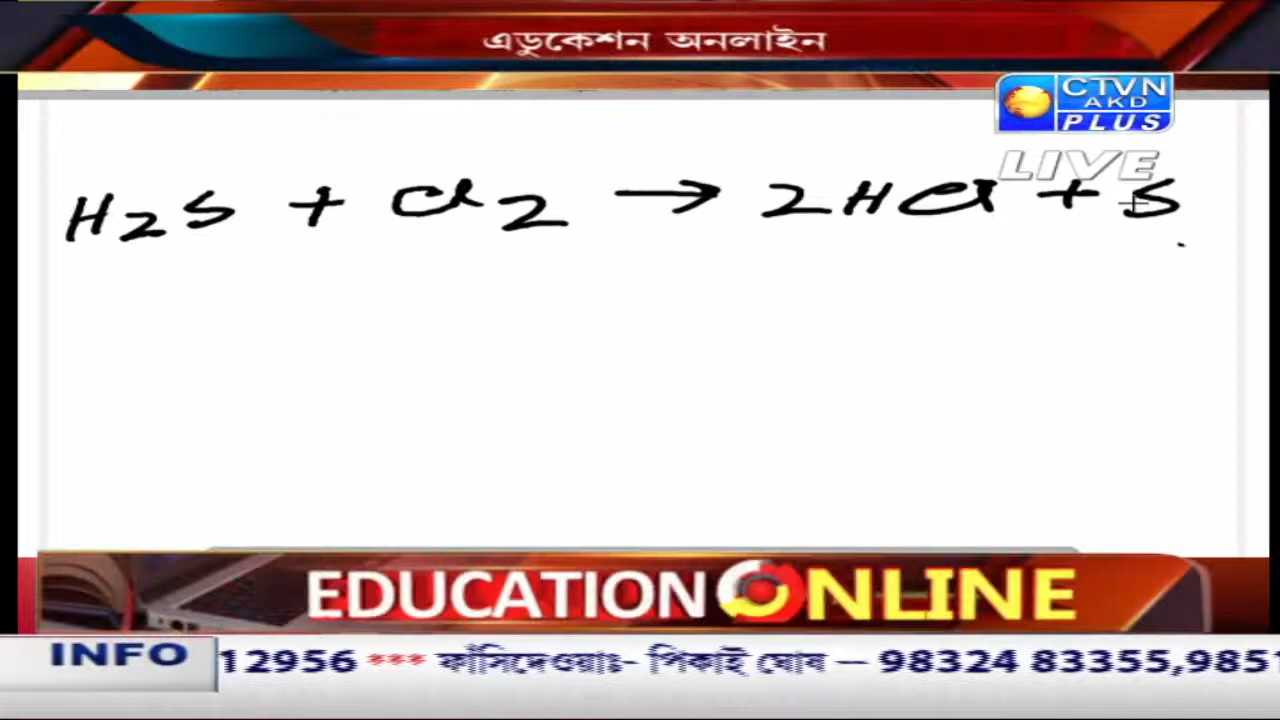 এডুকেশন অনলাইন
CTVN
AKD
PLUS
LIVE
H2S + Cl2 → 2HCl + S
EDUCATION ONLINE
INFO
12956 *** ফাঁসিদেওয়াঃ- পিকাই ঘোষ – 98324 83355,9851